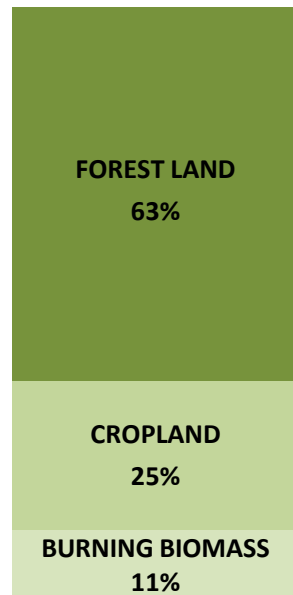 FOREST LAND
63%
CROPLAND
25%
BURNING BIOMASS
11%